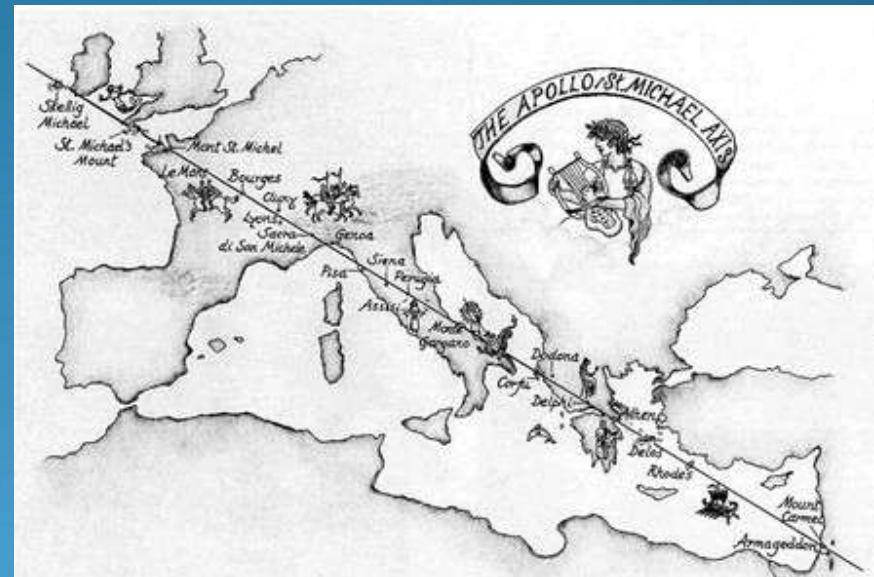 THE APOLLO/St. MICHAEL AXIS
Skelig
Michael
St. Michael's
Mount
Mont St. Michel
Le Mans
Bourges
Cluny
Lyons
Sacra
di San Michele
Genoa
Pisa
Siena
Perugia
Assisi
Monte
Gargano
Dodona
Corfu
Delphi
Athens
Delos
Rhodes
Mount
Carmel
Armageddon